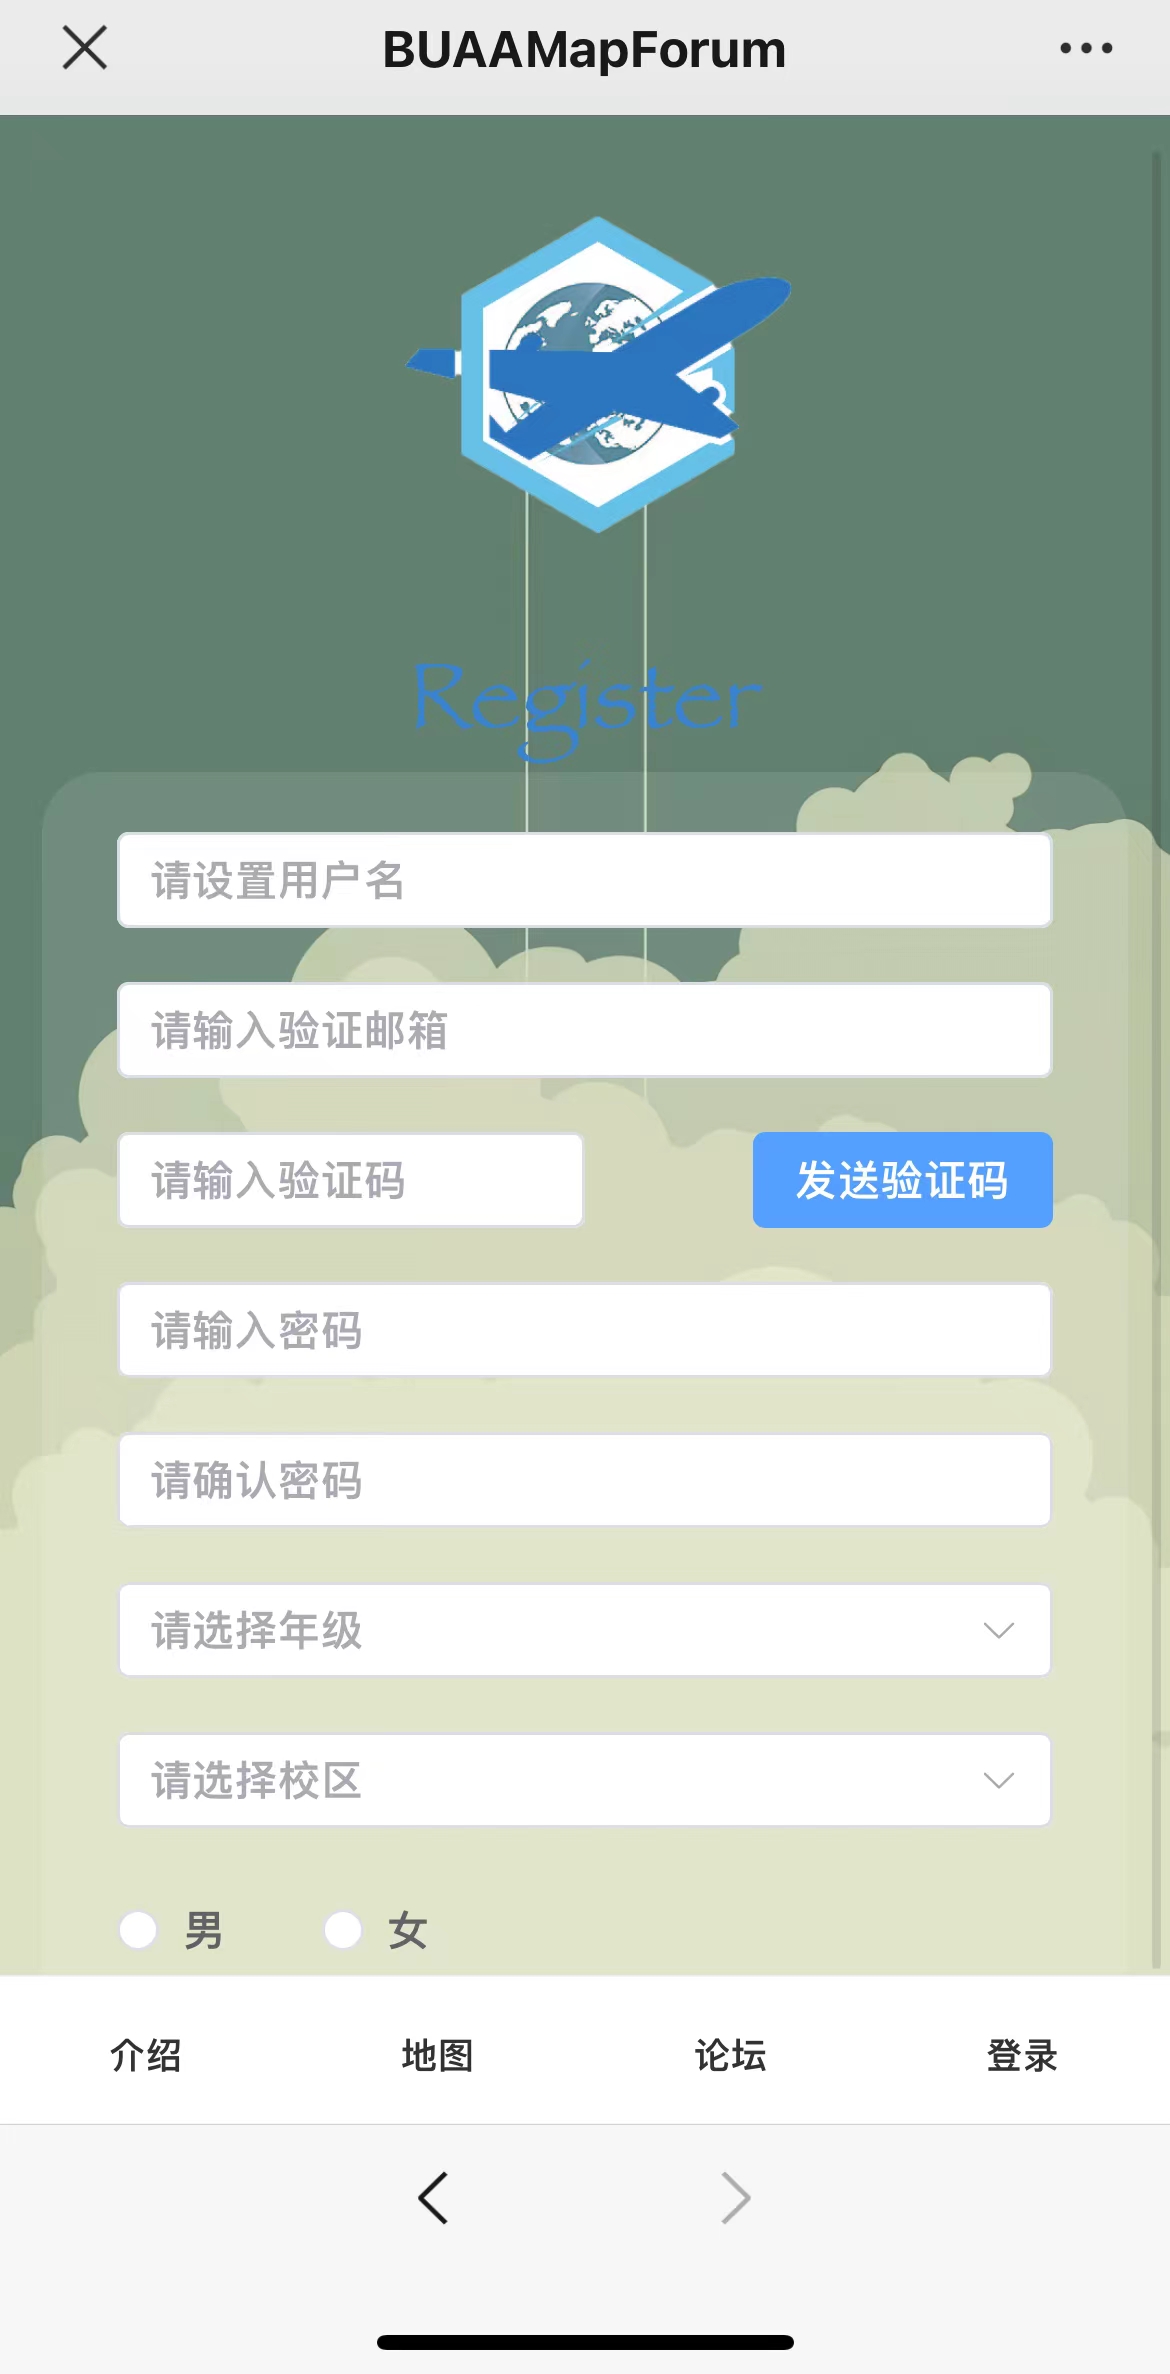 BUAAMapForum
Register
请设置用户名
请输入验证邮箱
请输入验证码
发送验证码
请输入密码
请确认密码
请选择年级
请选择校区
男 女
介绍 地图 论坛 登录